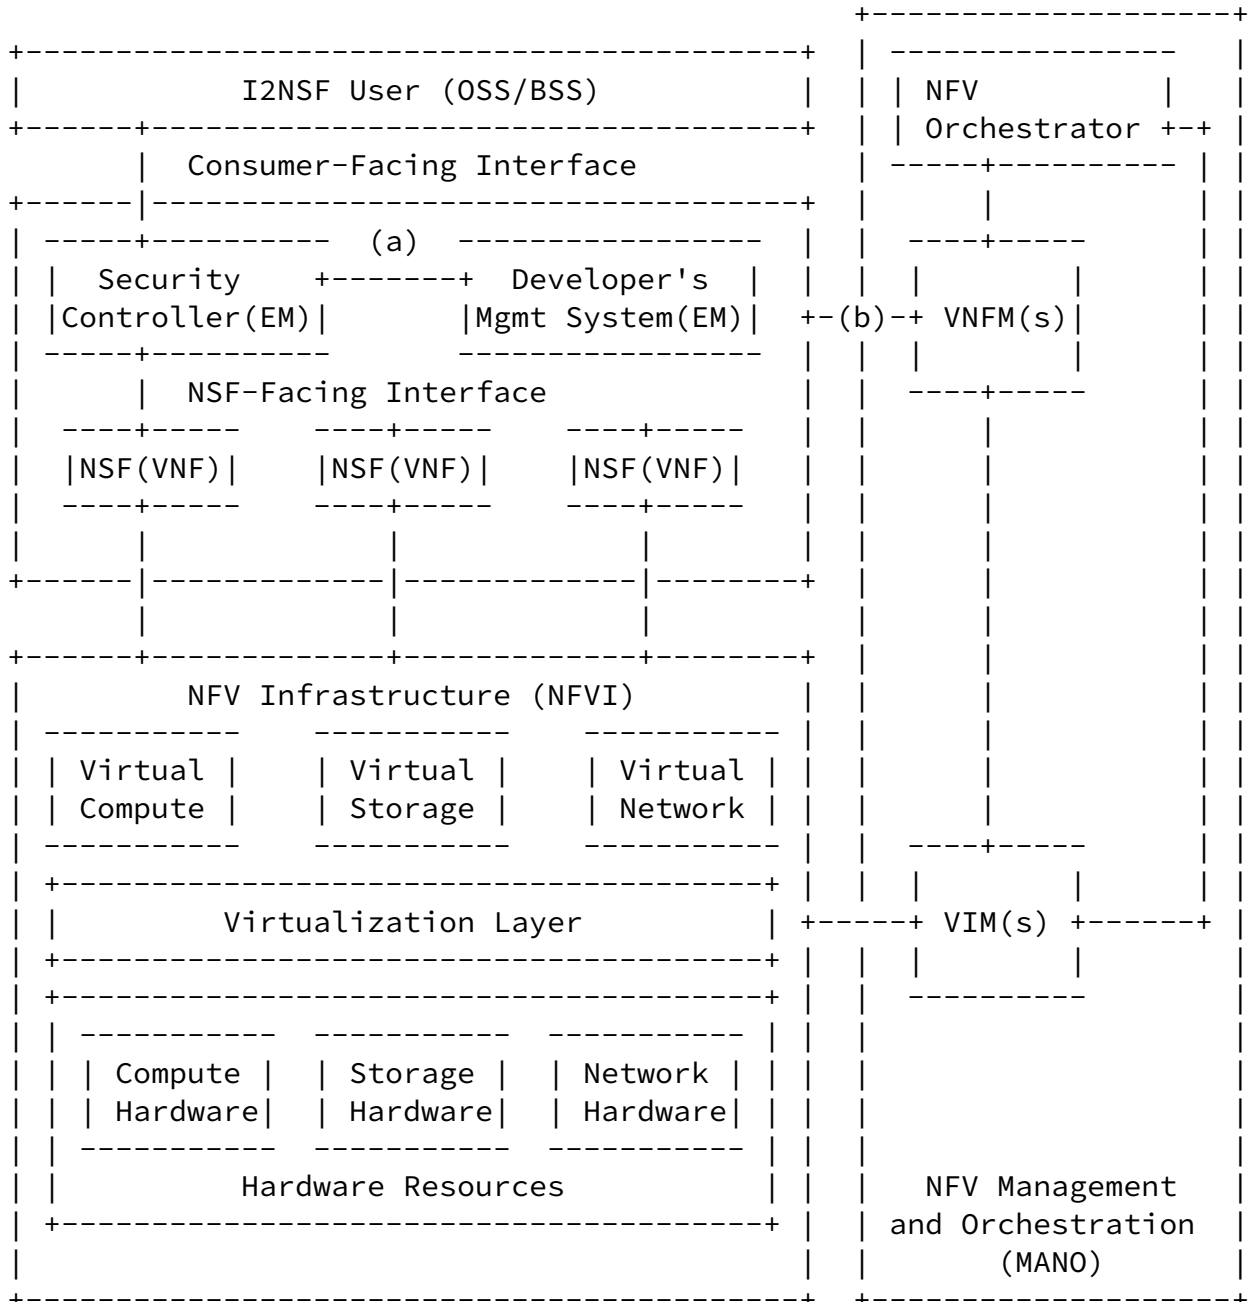 I2NSF User (OSS/BSS)
NFV
Orchestrator
Consumer-Facing Interface
(a)
Security
Controller(EM)
Developer's
Mgmt System(EM)
(b)
VNFM(s)
NSF-Facing Interface
NSF(VNF)
NSF(VNF)
NSF(VNF)
NFV Infrastructure (NFVI)
Virtual
Compute
Virtual
Storage
Virtual
Network
Virtualization Layer
VIM(s)
Compute
Hardware
Storage
Hardware
Network
Hardware
Hardware Resources
NFV Management
and Orchestration
(MANO)